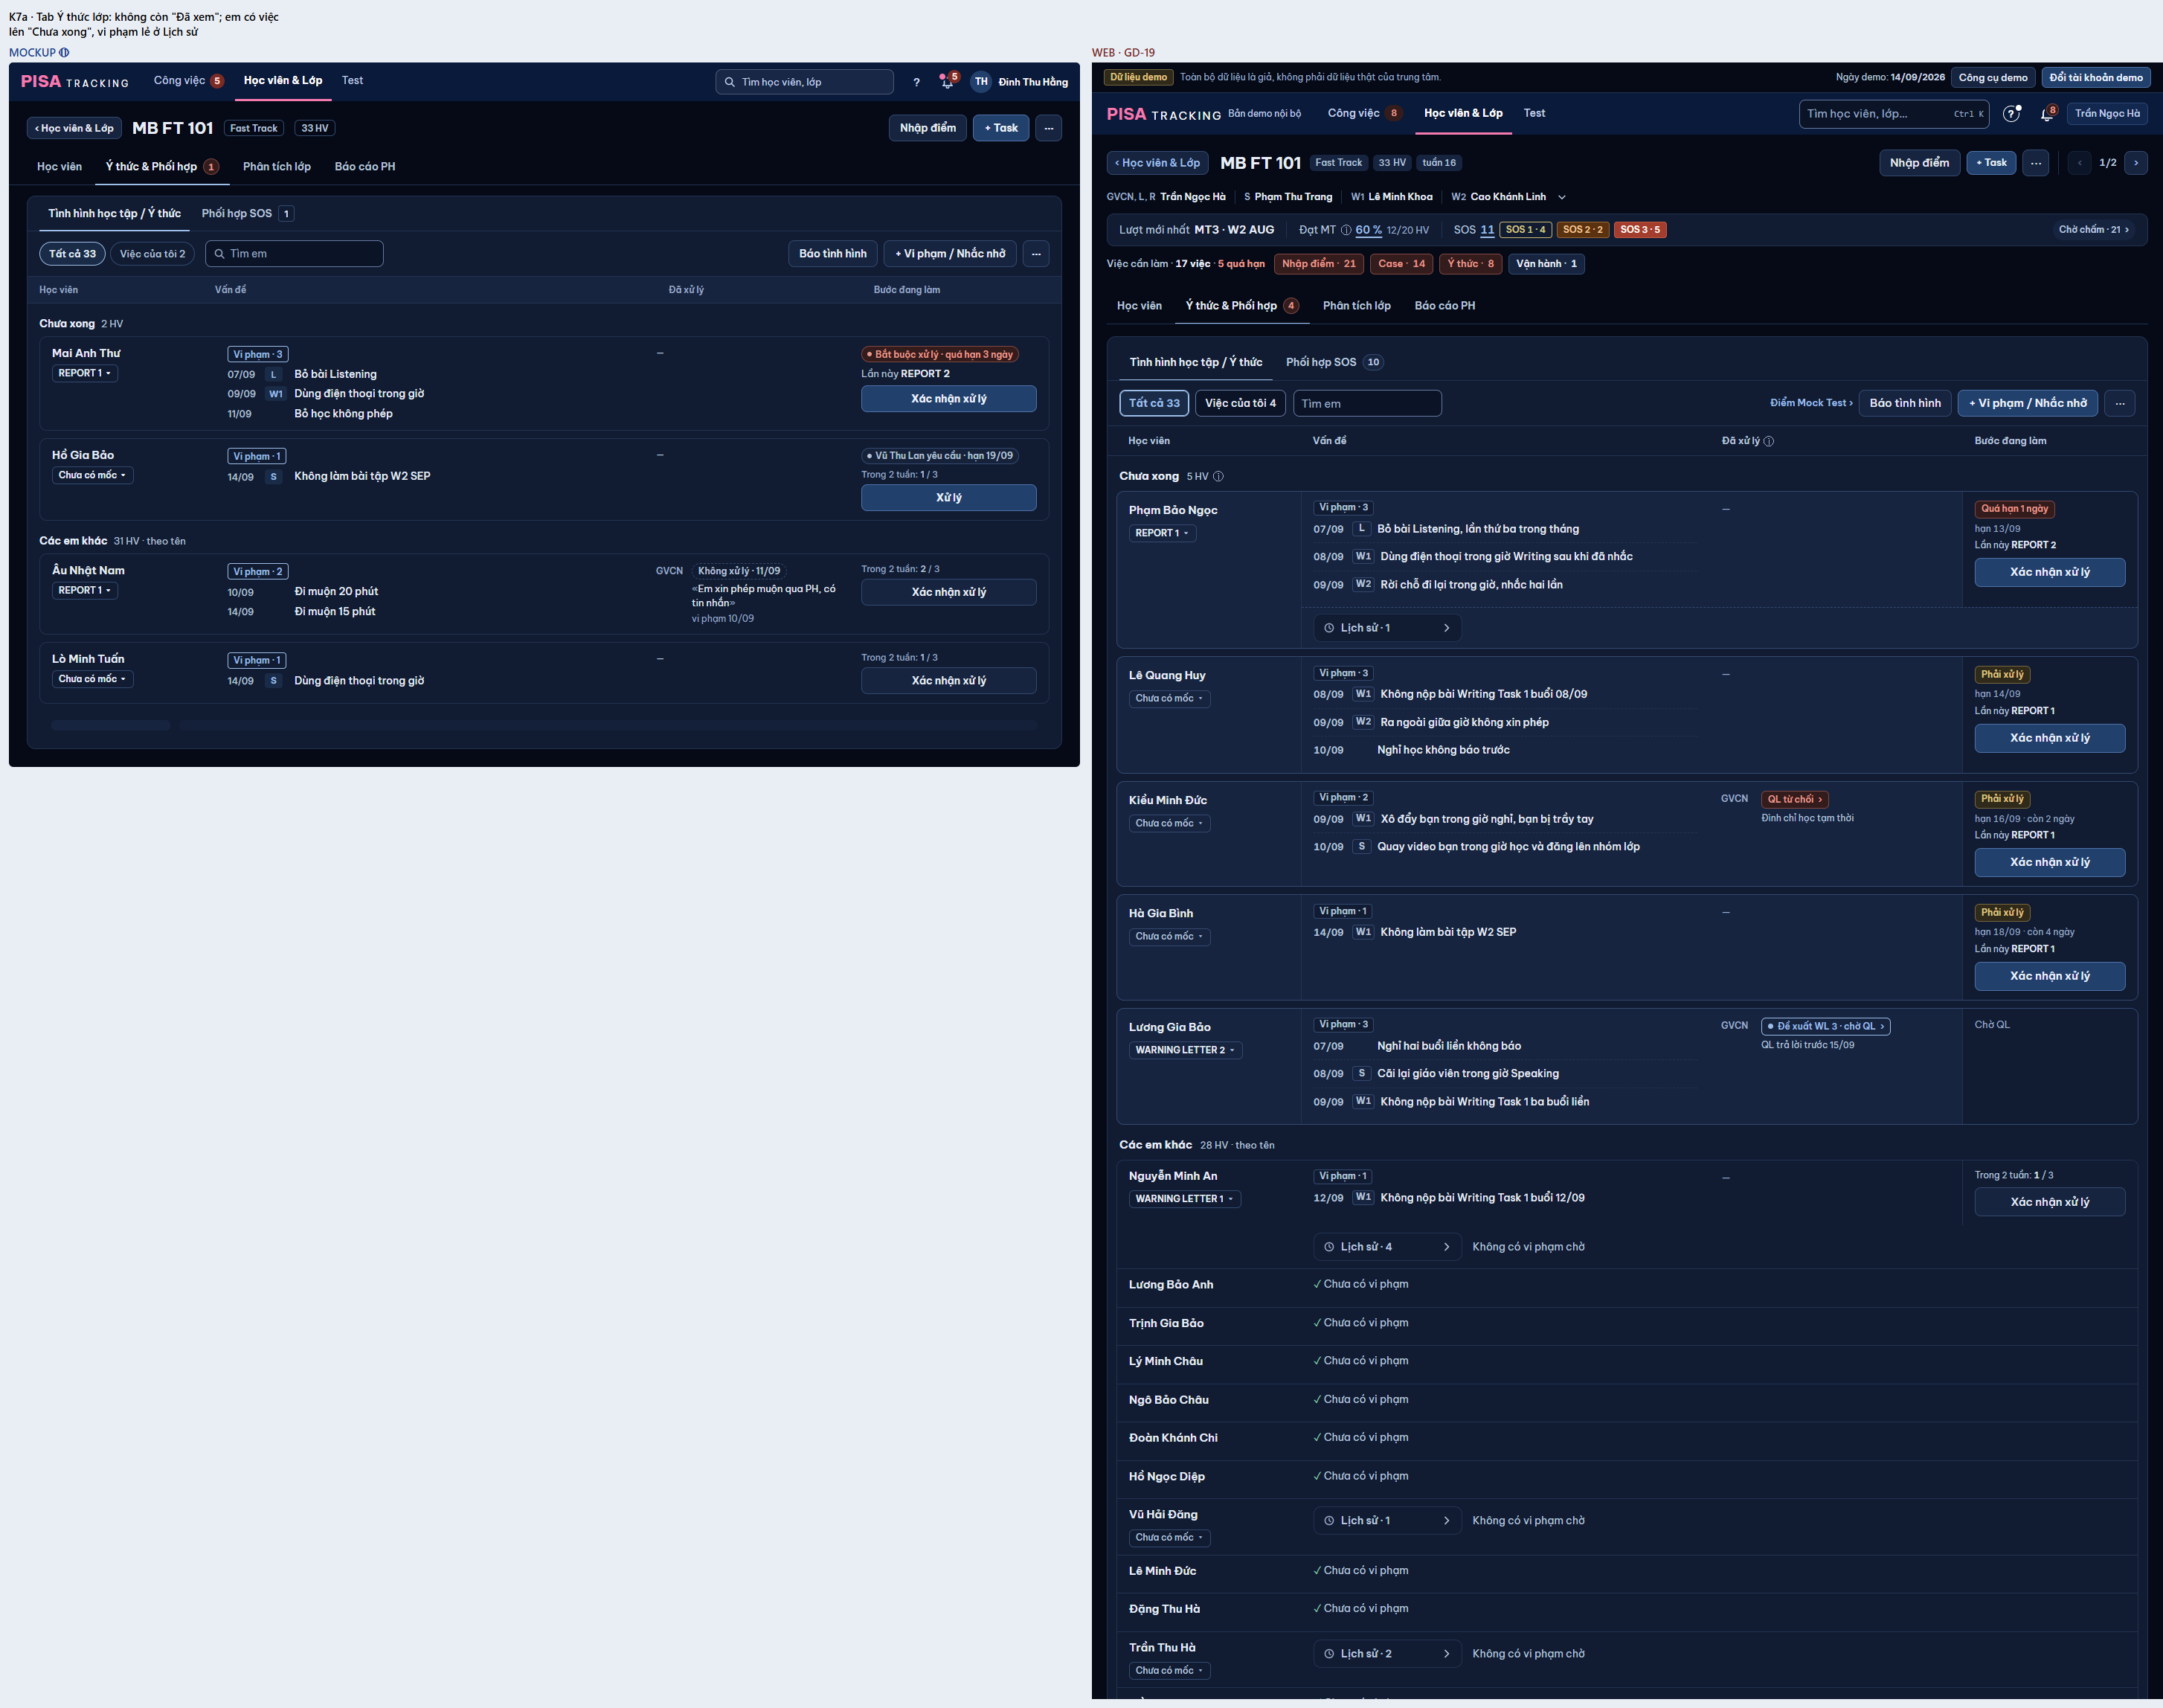 K7a · Tab Ý thức lớp: không còn "Đã xem"; em có việc
lên "Chưa xong", vi phạm lẻ ở Lịch sử
MOCKUP
PISA TRACKING Công việc 5 Học viên & Lớp Test Tìm học viên, lớp ? 5 TH Đinh Thu Hằng
‹ Học viên & Lớp MB FT 101 Fast Track 33 HV Nhập điểm + Task ...
Học viên Ý thức & Phối hợp 1 Phân tích lớp Báo cáo PH
Tình hình học tập / Ý thức Phối hợp SOS 1
Tất cả 33 Việc của tôi 2 Tìm em Báo tình hình + Vi phạm / Nhắc nhở ...
Học viên Vấn đề Đã xử lý Bước đang làm
Chưa xong 2 HV
Mai Anh Thư Vi phạm · 3 — Bắt buộc xử lý · quá hạn 3 ngày
REPORT 1 07/09 L Bỏ bài Listening Lần này REPORT 2
09/09 W1 Dùng điện thoại trong giờ Xác nhận xử lý
11/09 Bỏ học không phép
Hồ Gia Bảo Vi phạm · 1 — Vũ Thu Lan yêu cầu · hạn 19/09
Chưa có mốc 14/09 S Không làm bài tập W2 SEP Trong 2 tuần: 1 / 3
Xử lý
Các em khác 31 HV · theo tên
Âu Nhật Nam Vi phạm · 2 GVCN Không xử lý · 11/09 Trong 2 tuần: 2 / 3
REPORT 1 10/09 Đi muộn 20 phút «Em xin phép muộn qua PH, có Xác nhận xử lý
14/09 Đi muộn 15 phút tin nhắn»
vi phạm 10/09
Lò Minh Tuấn Vi phạm · 1 — Trong 2 tuần: 1 / 3
Chưa có mốc 14/09 S Dùng điện thoại trong giờ Xác nhận xử lý
WEB · GD-19
Dữ liệu demo Toàn bộ dữ liệu là giả, không phải dữ liệu thật của trung tâm. Ngày demo: 14/09/2026 Công cụ demo Đổi tài khoản demo
PISA TRACKING Bản demo nội bộ Công việc 8 Học viên & Lớp Test Tìm học viên, lớp... Ctrl K ? 8 Trần Ngọc Hà
‹ Học viên & Lớp MB FT 101 Fast Track 33 HV tuần 16 Nhập điểm + Task ... ‹ 1/2 ›
GVCN, L, R Trần Ngọc Hà S Phạm Thu Trang W1 Lê Minh Khoa W2 Cao Khánh Linh
Lượt mới nhất MT3 · W2 AUG Đạt MT 60 % 12/20 HV SOS 11 SOS 1 · 4 SOS 2 · 2 SOS 3 · 5 Chờ chấm · 21 ›
Việc cần làm · 17 việc · 5 quá hạn Nhập điểm · 21 Case · 14 Ý thức · 8 Vận hành · 1
Học viên Ý thức & Phối hợp 4 Phân tích lớp Báo cáo PH
Tình hình học tập / Ý thức Phối hợp SOS 10
Tất cả 33 Việc của tôi 4 Tìm em Điểm Mock Test › Báo tình hình + Vi phạm / Nhắc nhở ...
Học viên Vấn đề Đã xử lý Bước đang làm
Chưa xong 5 HV
Phạm Bảo Ngọc Vi phạm · 3 — Quá hạn 1 ngày
REPORT 1 07/09 L Bỏ bài Listening, lần thứ ba trong tháng hạn 13/09
Lần này REPORT 2
08/09 W1 Dùng điện thoại trong giờ Writing sau khi đã nhắc Xác nhận xử lý
09/09 W2 Rời chỗ đi lại trong giờ, nhắc hai lần
Lịch sử · 1
Lê Quang Huy Vi phạm · 3 — Phải xử lý
Chưa có mốc 08/09 W1 Không nộp bài Writing Task 1 buổi 08/09 hạn 14/09
Lần này REPORT 1
09/09 W2 Ra ngoài giữa giờ không xin phép Xác nhận xử lý
10/09 Nghỉ học không báo trước
Kiều Minh Đức Vi phạm · 2 GVCN QL từ chối › Phải xử lý
Chưa có mốc 09/09 W1 Xô đẩy bạn trong giờ nghỉ, bạn bị trầy tay Đình chỉ học tạm thời hạn 16/09 · còn 2 ngày
Lần này REPORT 1
10/09 S Quay video bạn trong giờ học và đăng lên nhóm lớp Xác nhận xử lý
Hà Gia Bình Vi phạm · 1 — Phải xử lý
Chưa có mốc 14/09 W1 Không làm bài tập W2 SEP hạn 18/09 · còn 4 ngày
Lần này REPORT 1
Xác nhận xử lý
Lương Gia Bảo Vi phạm · 3 GVCN Đề xuất WL 3 · chờ QL › Chờ QL
WARNING LETTER 2 07/09 Nghỉ hai buổi liền không báo QL trả lời trước 15/09
08/09 S Cãi lại giáo viên trong giờ Speaking
09/09 W1 Không nộp bài Writing Task 1 ba buổi liền
Các em khác 28 HV · theo tên
Nguyễn Minh An Vi phạm · 1 — Trong 2 tuần: 1 / 3
WARNING LETTER 1 12/09 W1 Không nộp bài Writing Task 1 buổi 12/09 Xác nhận xử lý
Lịch sử · 4 Không có vi phạm chờ
Lương Bảo Anh ✓ Chưa có vi phạm
Trịnh Gia Bảo ✓ Chưa có vi phạm
Lý Minh Châu ✓ Chưa có vi phạm
Ngô Bảo Châu ✓ Chưa có vi phạm
Đoàn Khánh Chi ✓ Chưa có vi phạm
Hồ Ngọc Diệp ✓ Chưa có vi phạm
Vũ Hải Đăng Lịch sử · 1 Không có vi phạm chờ
Chưa có mốc
Lê Minh Đức ✓ Chưa có vi phạm
Đặng Thu Hà ✓ Chưa có vi phạm
Trần Thu Hà Lịch sử · 2 Không có vi phạm chờ
Chưa có mốc